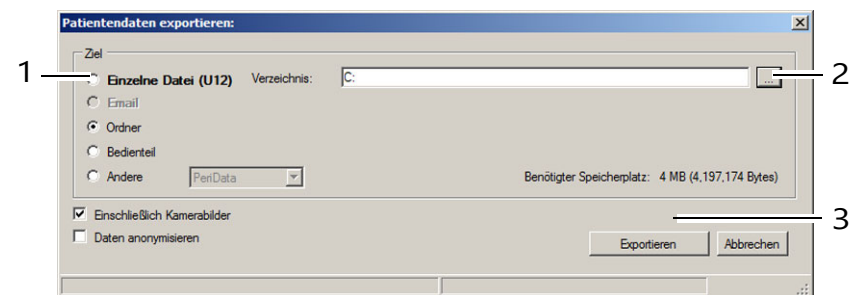 Patientendaten exportieren:
Ziel
1
Einzelne Datei (U12) Verzeichnis: C: ... 2
Email
Ordner
Bedienteil
Andere PeriData Benötigter Speicherplatz: 4 MB (4,197,174 Bytes)
Einschließlich Kamerabilder 3
Daten anonymisieren Exportieren Abbrechen